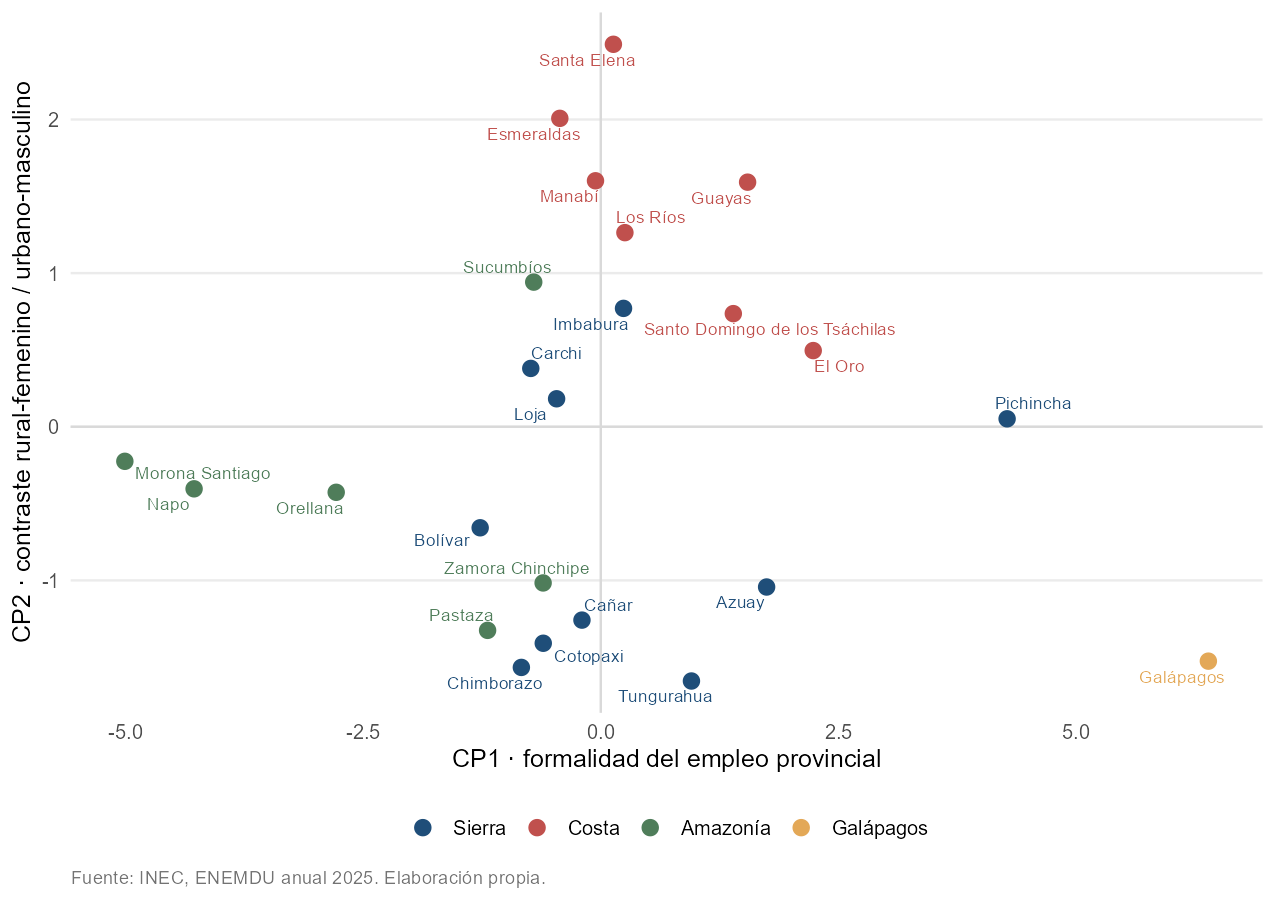 Santa Elena
2
Esmeraldas
Manabí
Guayas
Los Ríos
1
Sucumbíos
Imbabura
Santo Domingo de los Tsáchilas
Carchi
El Oro
Loja
Pichincha
0
Morona Santiago
Napo
Orellana
Bolívar
Zamora Chinchipe
-1
Cañar
Azuay
Pastaza
Cotopaxi
Galápagos
Chimborazo
Tungurahua
CP2 · contraste rural-femenino / urbano-masculino
-5.0 -2.5 0.0 2.5 5.0
CP1 · formalidad del empleo provincial
Sierra Costa Amazonía Galápagos
Fuente: INEC, ENEMDU anual 2025. Elaboración propia.